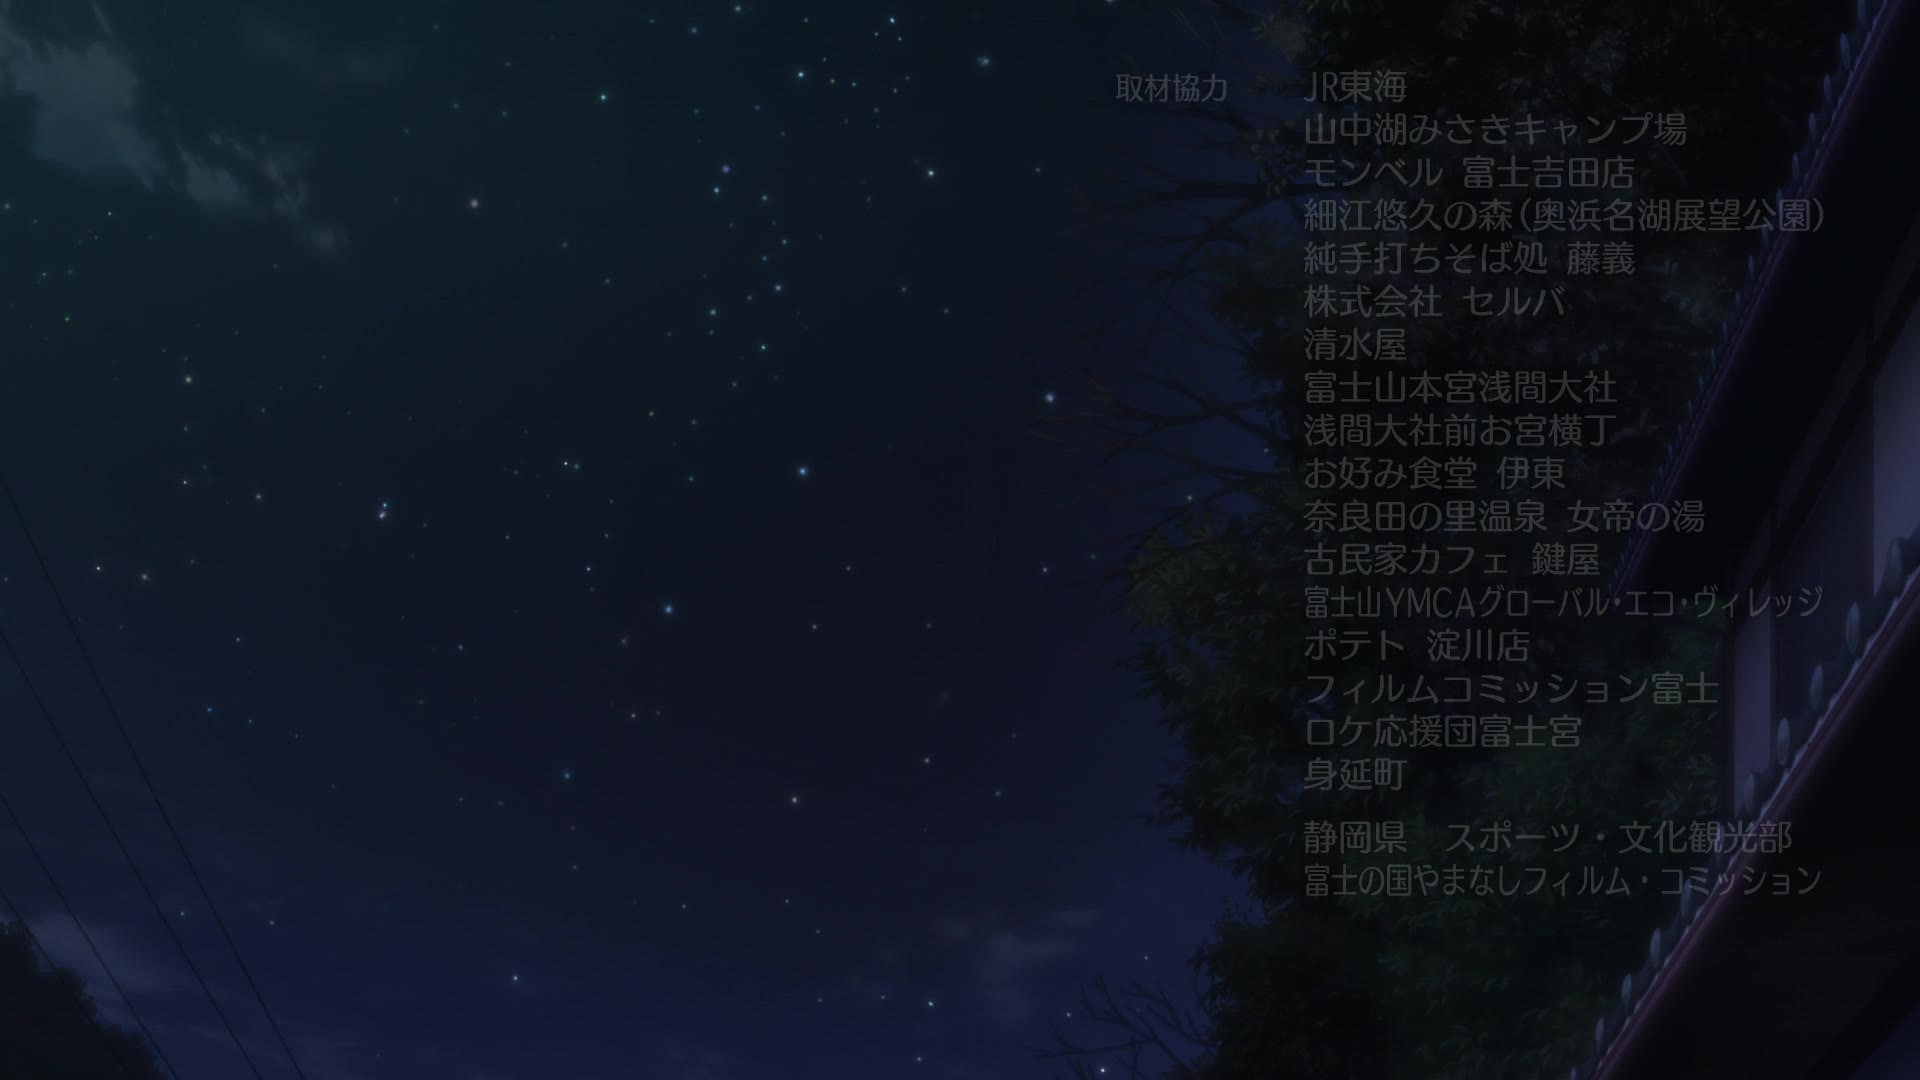 取材協力
JR東海
山中湖みさきキャンプ場
モンベル 富士吉田店
細江悠久の森(奥浜名湖展望公園)
純手打ちそば処 藤義
株式会社 セルバ
清水屋
富士山本宮浅間大社
浅間大社前お宮横丁
お好み食堂 伊東
奈良田の里温泉 女帝の湯
古民家カフェ 鍵屋
富士山YMCAグローバル･エコ･ヴィレッジ
ポテト 淀川店
フィルムコミッション富士
ロケ応援団富士宮
身延町
静岡県　スポーツ・文化観光部
富士の国やまなしフィルム・コミッション